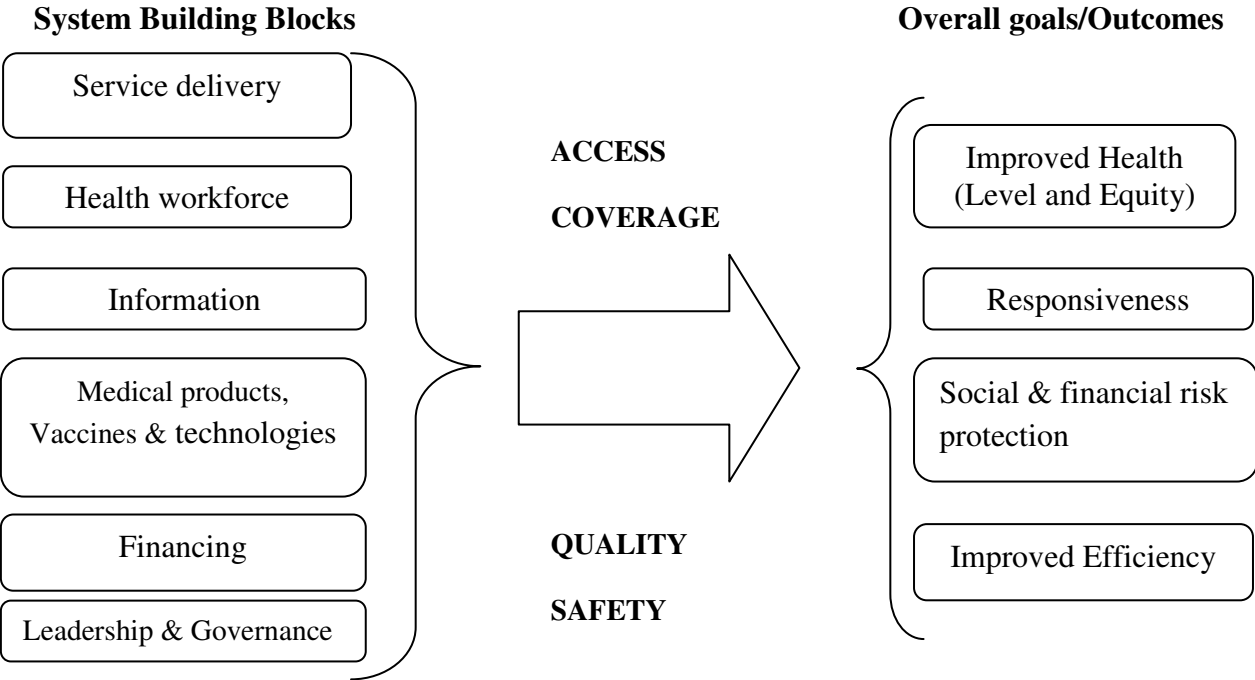 System Building Blocks
Service delivery
Health workforce
Information
Medical products,
Vaccines & technologies
Financing
Leadership & Governance
ACCESS
COVERAGE
QUALITY
SAFETY
Overall goals/Outcomes
Improved Health
(Level and Equity)
Responsiveness
Social & financial risk
protection
Improved Efficiency